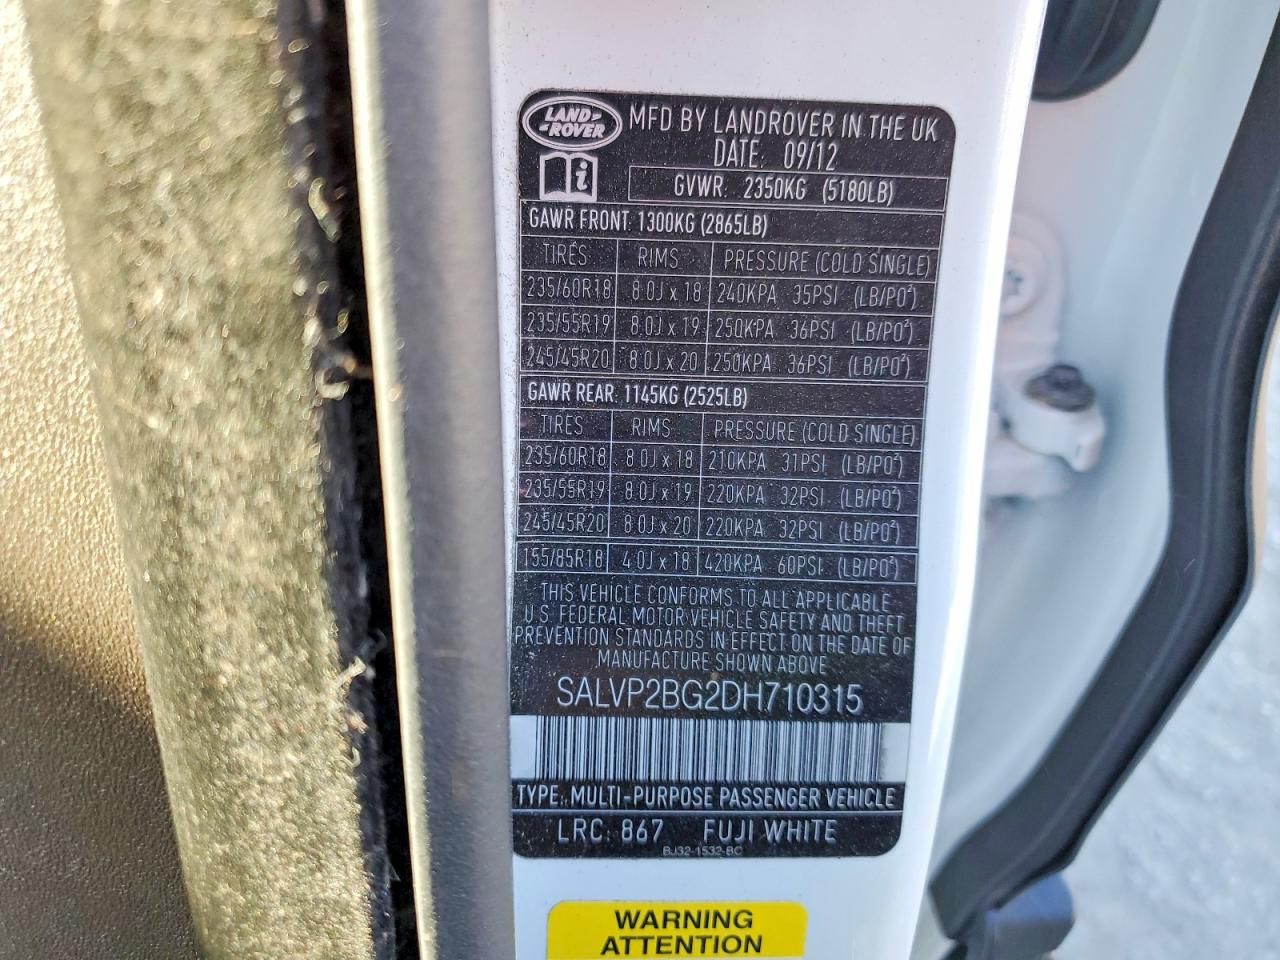 LAND ROVER
MFD BY LANDROVER IN THE UK
DATE: 09/12
GVWR: 2350KG (5180LB)
GAWR FRONT: 1300KG (2865LB)
TIRES RIMS PRESSURE (COLD SINGLE)
235/60R18 8.0J x 18 240KPA 35PSI (LB/PO²)
235/55R19 8.0J x 19 250KPA 36PSI (LB/PO²)
245/45R20 8.0J x 20 250KPA 36PSI (LB/PO²)
GAWR REAR: 1145KG (2525LB)
TIRES RIMS PRESSURE (COLD SINGLE)
235/60R18 8.0J x 18 210KPA 31PSI (LB/PO²)
235/55R19 8.0J x 19 220KPA 32PSI (LB/PO²)
245/45R20 8.0J x 20 220KPA 32PSI (LB/PO²)
155/85R18 4.0J x 18 420KPA 60PSI (LB/PO²)
THIS VEHICLE CONFORMS TO ALL APPLICABLE
U.S FEDERAL MOTOR VEHICLE SAFETY AND THEFT
PREVENTION STANDARDS IN EFFECT ON THE DATE OF
MANUFACTURE SHOWN ABOVE
SALVP2BG2DH710315
TYPE: MULTI-PURPOSE PASSENGER VEHICLE
LRC: 867 FUJI WHITE
BJ32-1532-BC
WARNING
ATTENTION